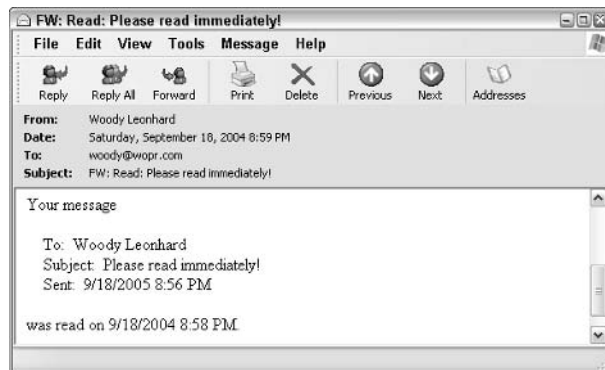 FW: Read: Please read immediately!
File Edit View Tools Message Help
Reply Reply All Forward Print Delete Previous Next Addresses
From: Woody Leonhard
Date: Saturday, September 18, 2004 8:59 PM
To: woody@wopr.com
Subject: FW: Read: Please read immediately!
Your message
To: Woody Leonhard
Subject: Please read immediately!
Sent: 9/18/2005 8:56 PM
was read on 9/18/2004 8:58 PM.